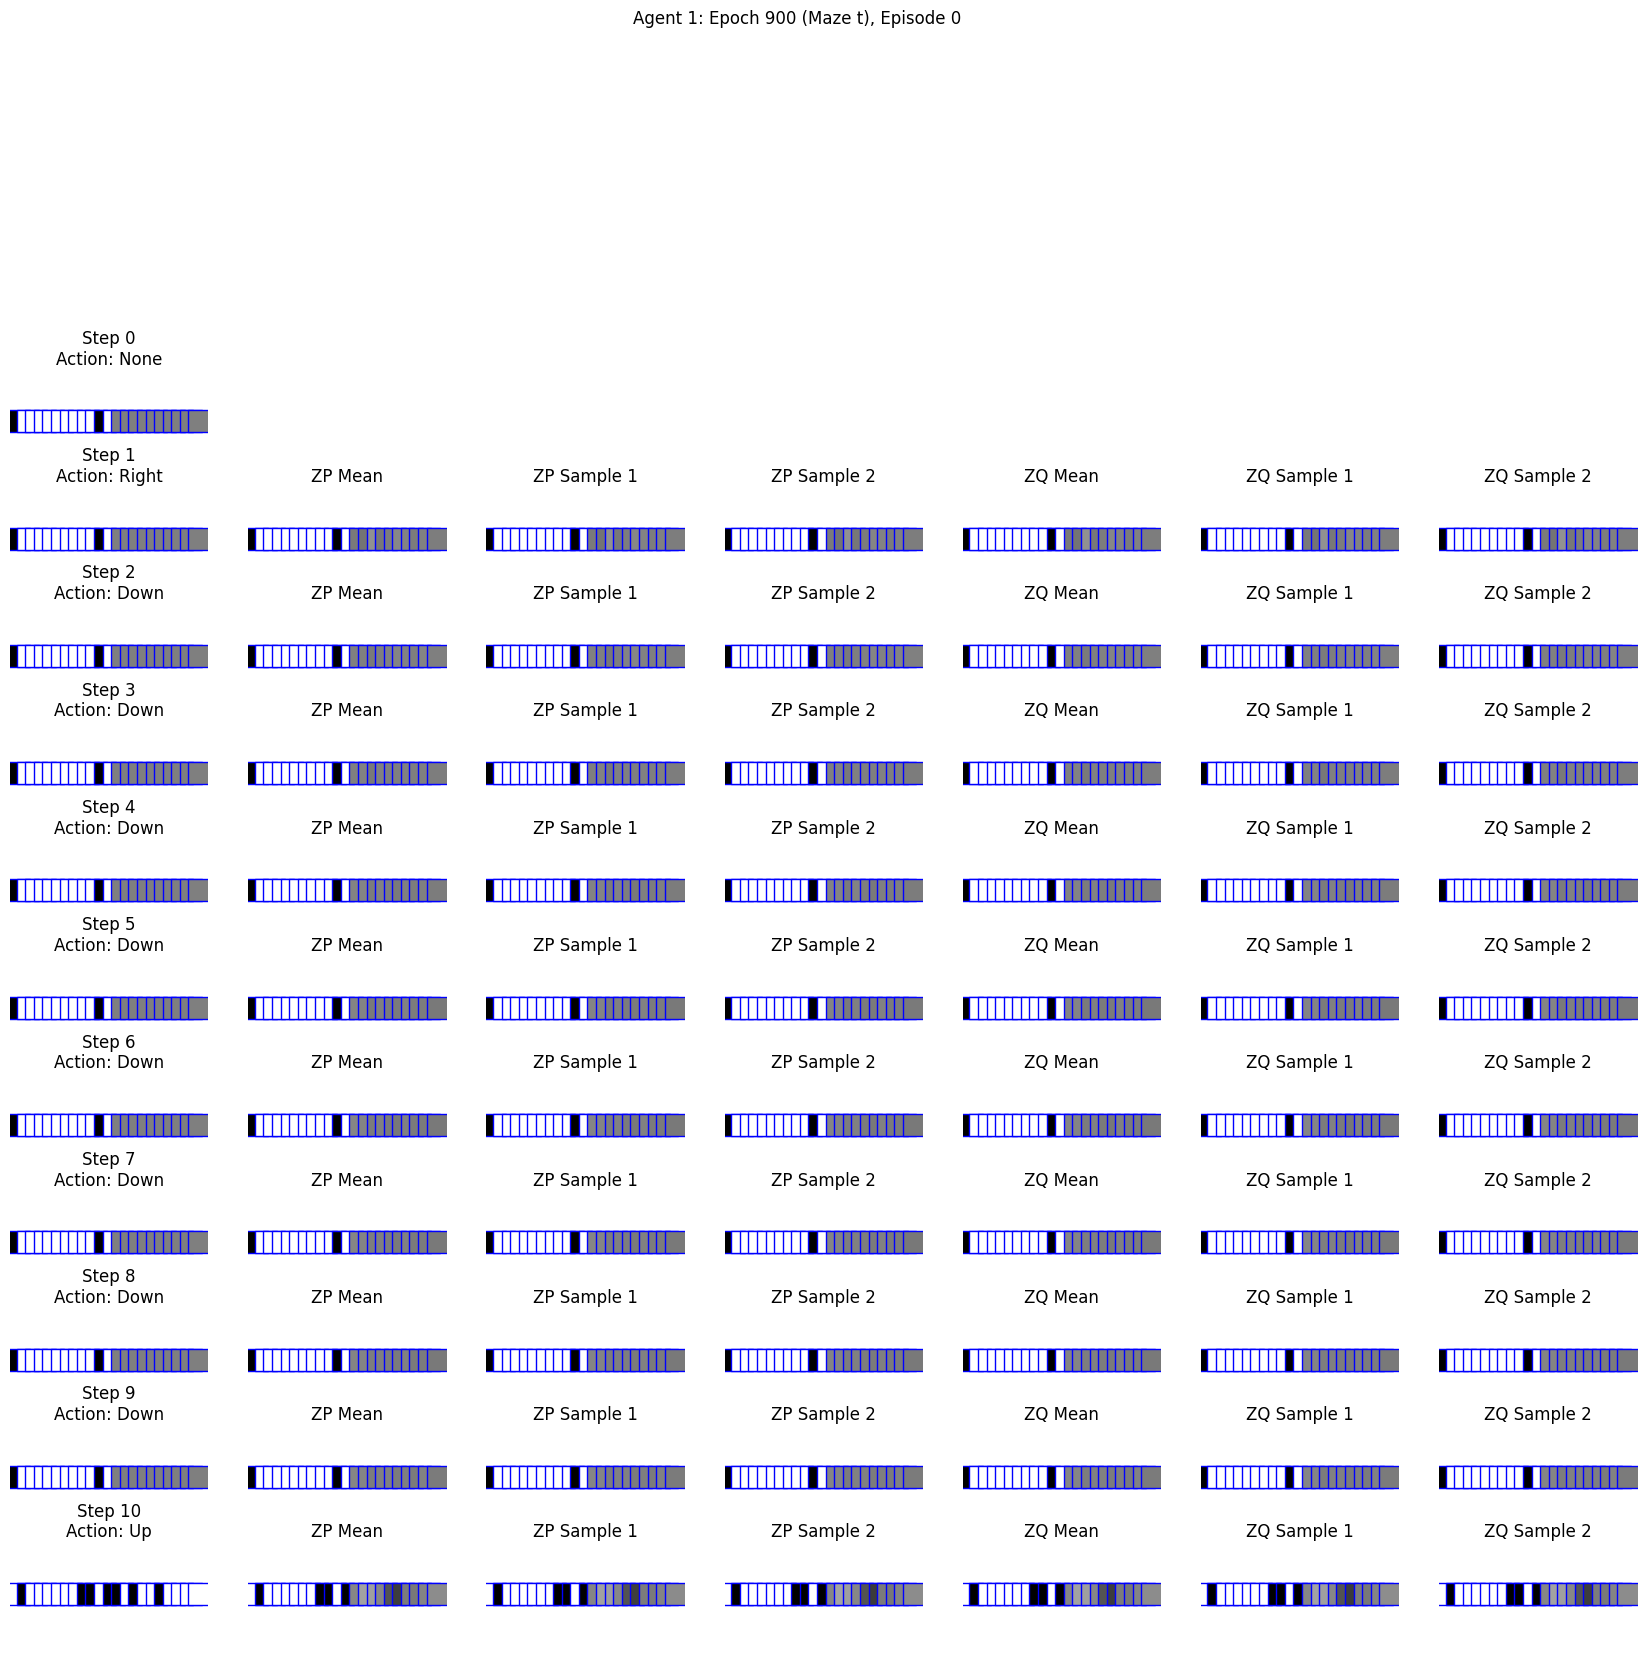 Agent 1: Epoch 900 (Maze t), Episode 0
Step 0
Action: None
Step 1
Action: Right
ZP Mean
ZP Sample 1
ZP Sample 2
ZQ Mean
ZQ Sample 1
ZQ Sample 2
Step 2
Action: Down
ZP Mean
ZP Sample 1
ZP Sample 2
ZQ Mean
ZQ Sample 1
ZQ Sample 2
Step 3
Action: Down
ZP Mean
ZP Sample 1
ZP Sample 2
ZQ Mean
ZQ Sample 1
ZQ Sample 2
Step 4
Action: Down
ZP Mean
ZP Sample 1
ZP Sample 2
ZQ Mean
ZQ Sample 1
ZQ Sample 2
Step 5
Action: Down
ZP Mean
ZP Sample 1
ZP Sample 2
ZQ Mean
ZQ Sample 1
ZQ Sample 2
Step 6
Action: Down
ZP Mean
ZP Sample 1
ZP Sample 2
ZQ Mean
ZQ Sample 1
ZQ Sample 2
Step 7
Action: Down
ZP Mean
ZP Sample 1
ZP Sample 2
ZQ Mean
ZQ Sample 1
ZQ Sample 2
Step 8
Action: Down
ZP Mean
ZP Sample 1
ZP Sample 2
ZQ Mean
ZQ Sample 1
ZQ Sample 2
Step 9
Action: Down
ZP Mean
ZP Sample 1
ZP Sample 2
ZQ Mean
ZQ Sample 1
ZQ Sample 2
Step 10
Action: Up
ZP Mean
ZP Sample 1
ZP Sample 2
ZQ Mean
ZQ Sample 1
ZQ Sample 2